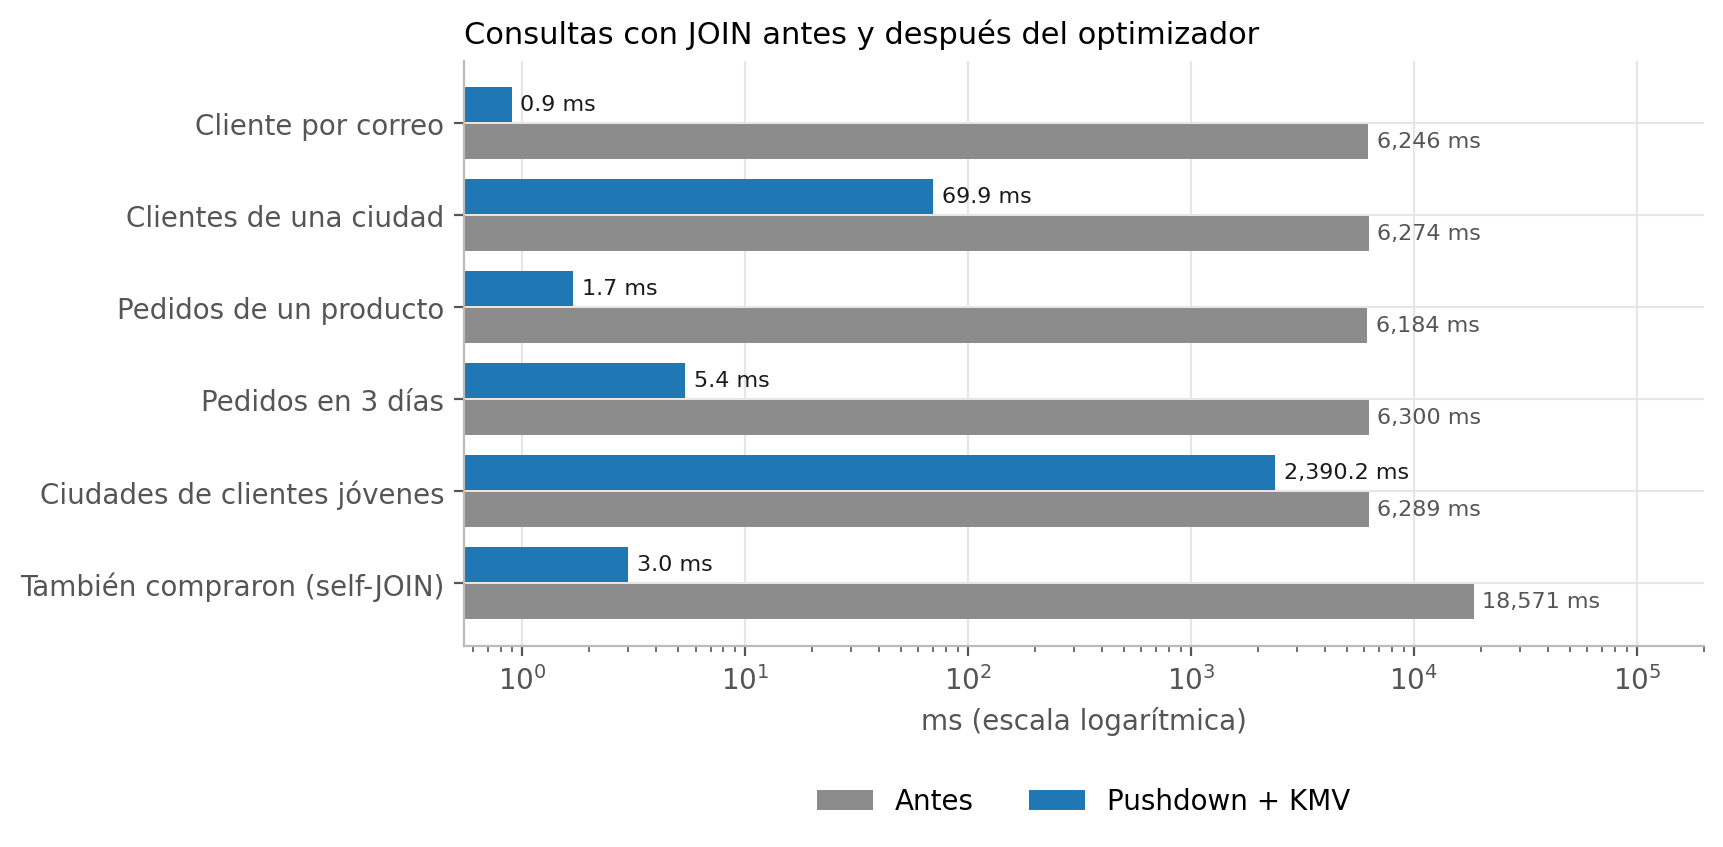 Consultas con JOIN antes y después del optimizador
Cliente por correo
0.9 ms
6,246 ms
Clientes de una ciudad
69.9 ms
6,274 ms
Pedidos de un producto
1.7 ms
6,184 ms
Pedidos en 3 días
5.4 ms
6,300 ms
Ciudades de clientes jóvenes
2,390.2 ms
6,289 ms
También compraron (self-JOIN)
3.0 ms
18,571 ms
10⁰ 10¹ 10² 10³ 10⁴ 10⁵
ms (escala logarítmica)
Antes Pushdown + KMV